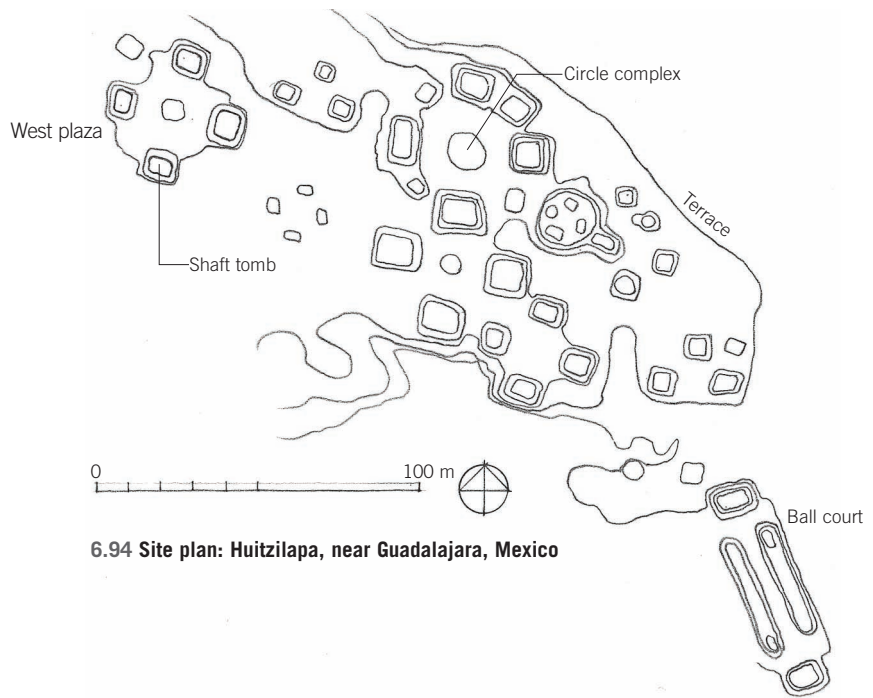 Circle complex
West plaza
Terrace
Shaft tomb
0 100 m
Ball court
6.94 Site plan: Huitzilapa, near Guadalajara, Mexico